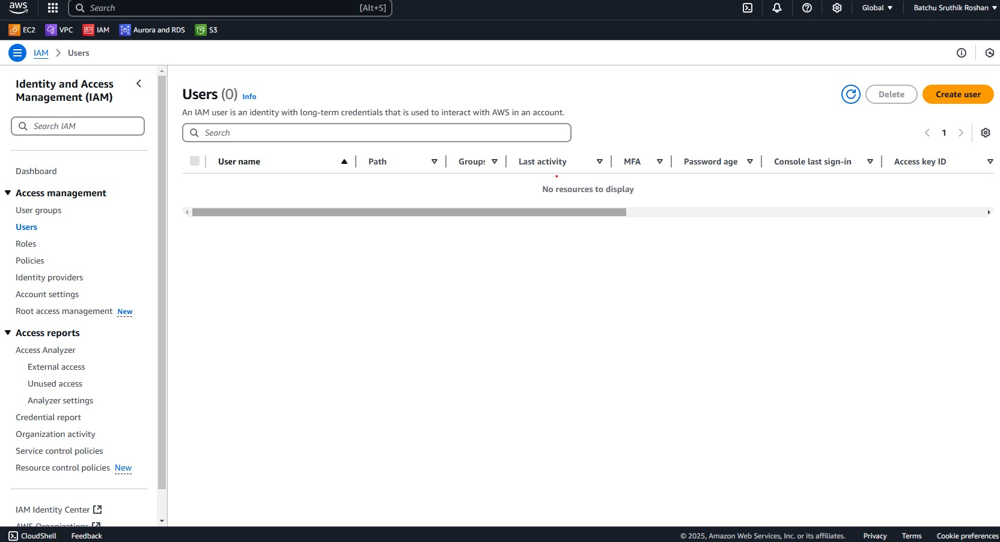 aws
Search [Alt+S] Global Batchu Sruthik Roshan
EC2 VPC IAM Aurora and RDS S3
IAM > Users
Identity and Access
Management (IAM)
Search IAM
Dashboard
Access management
User groups
Users
Roles
Policies
Identity providers
Account settings
Root access management New
Access reports
Access Analyzer
External access
Unused access
Analyzer settings
Credential report
Organization activity
Service control policies
Resource control policies New
IAM Identity Center
AWS Organizations
Users (0) Info
Delete
Create user
An IAM user is an identity with long-term credentials that is used to interact with AWS in an account.
Search
1
User name Path Groups Last activity MFA Password age Console last sign-in Access key ID
No resources to display
CloudShell Feedback © 2025, Amazon Web Services, Inc. or its affiliates. Privacy Terms Cookie preferences